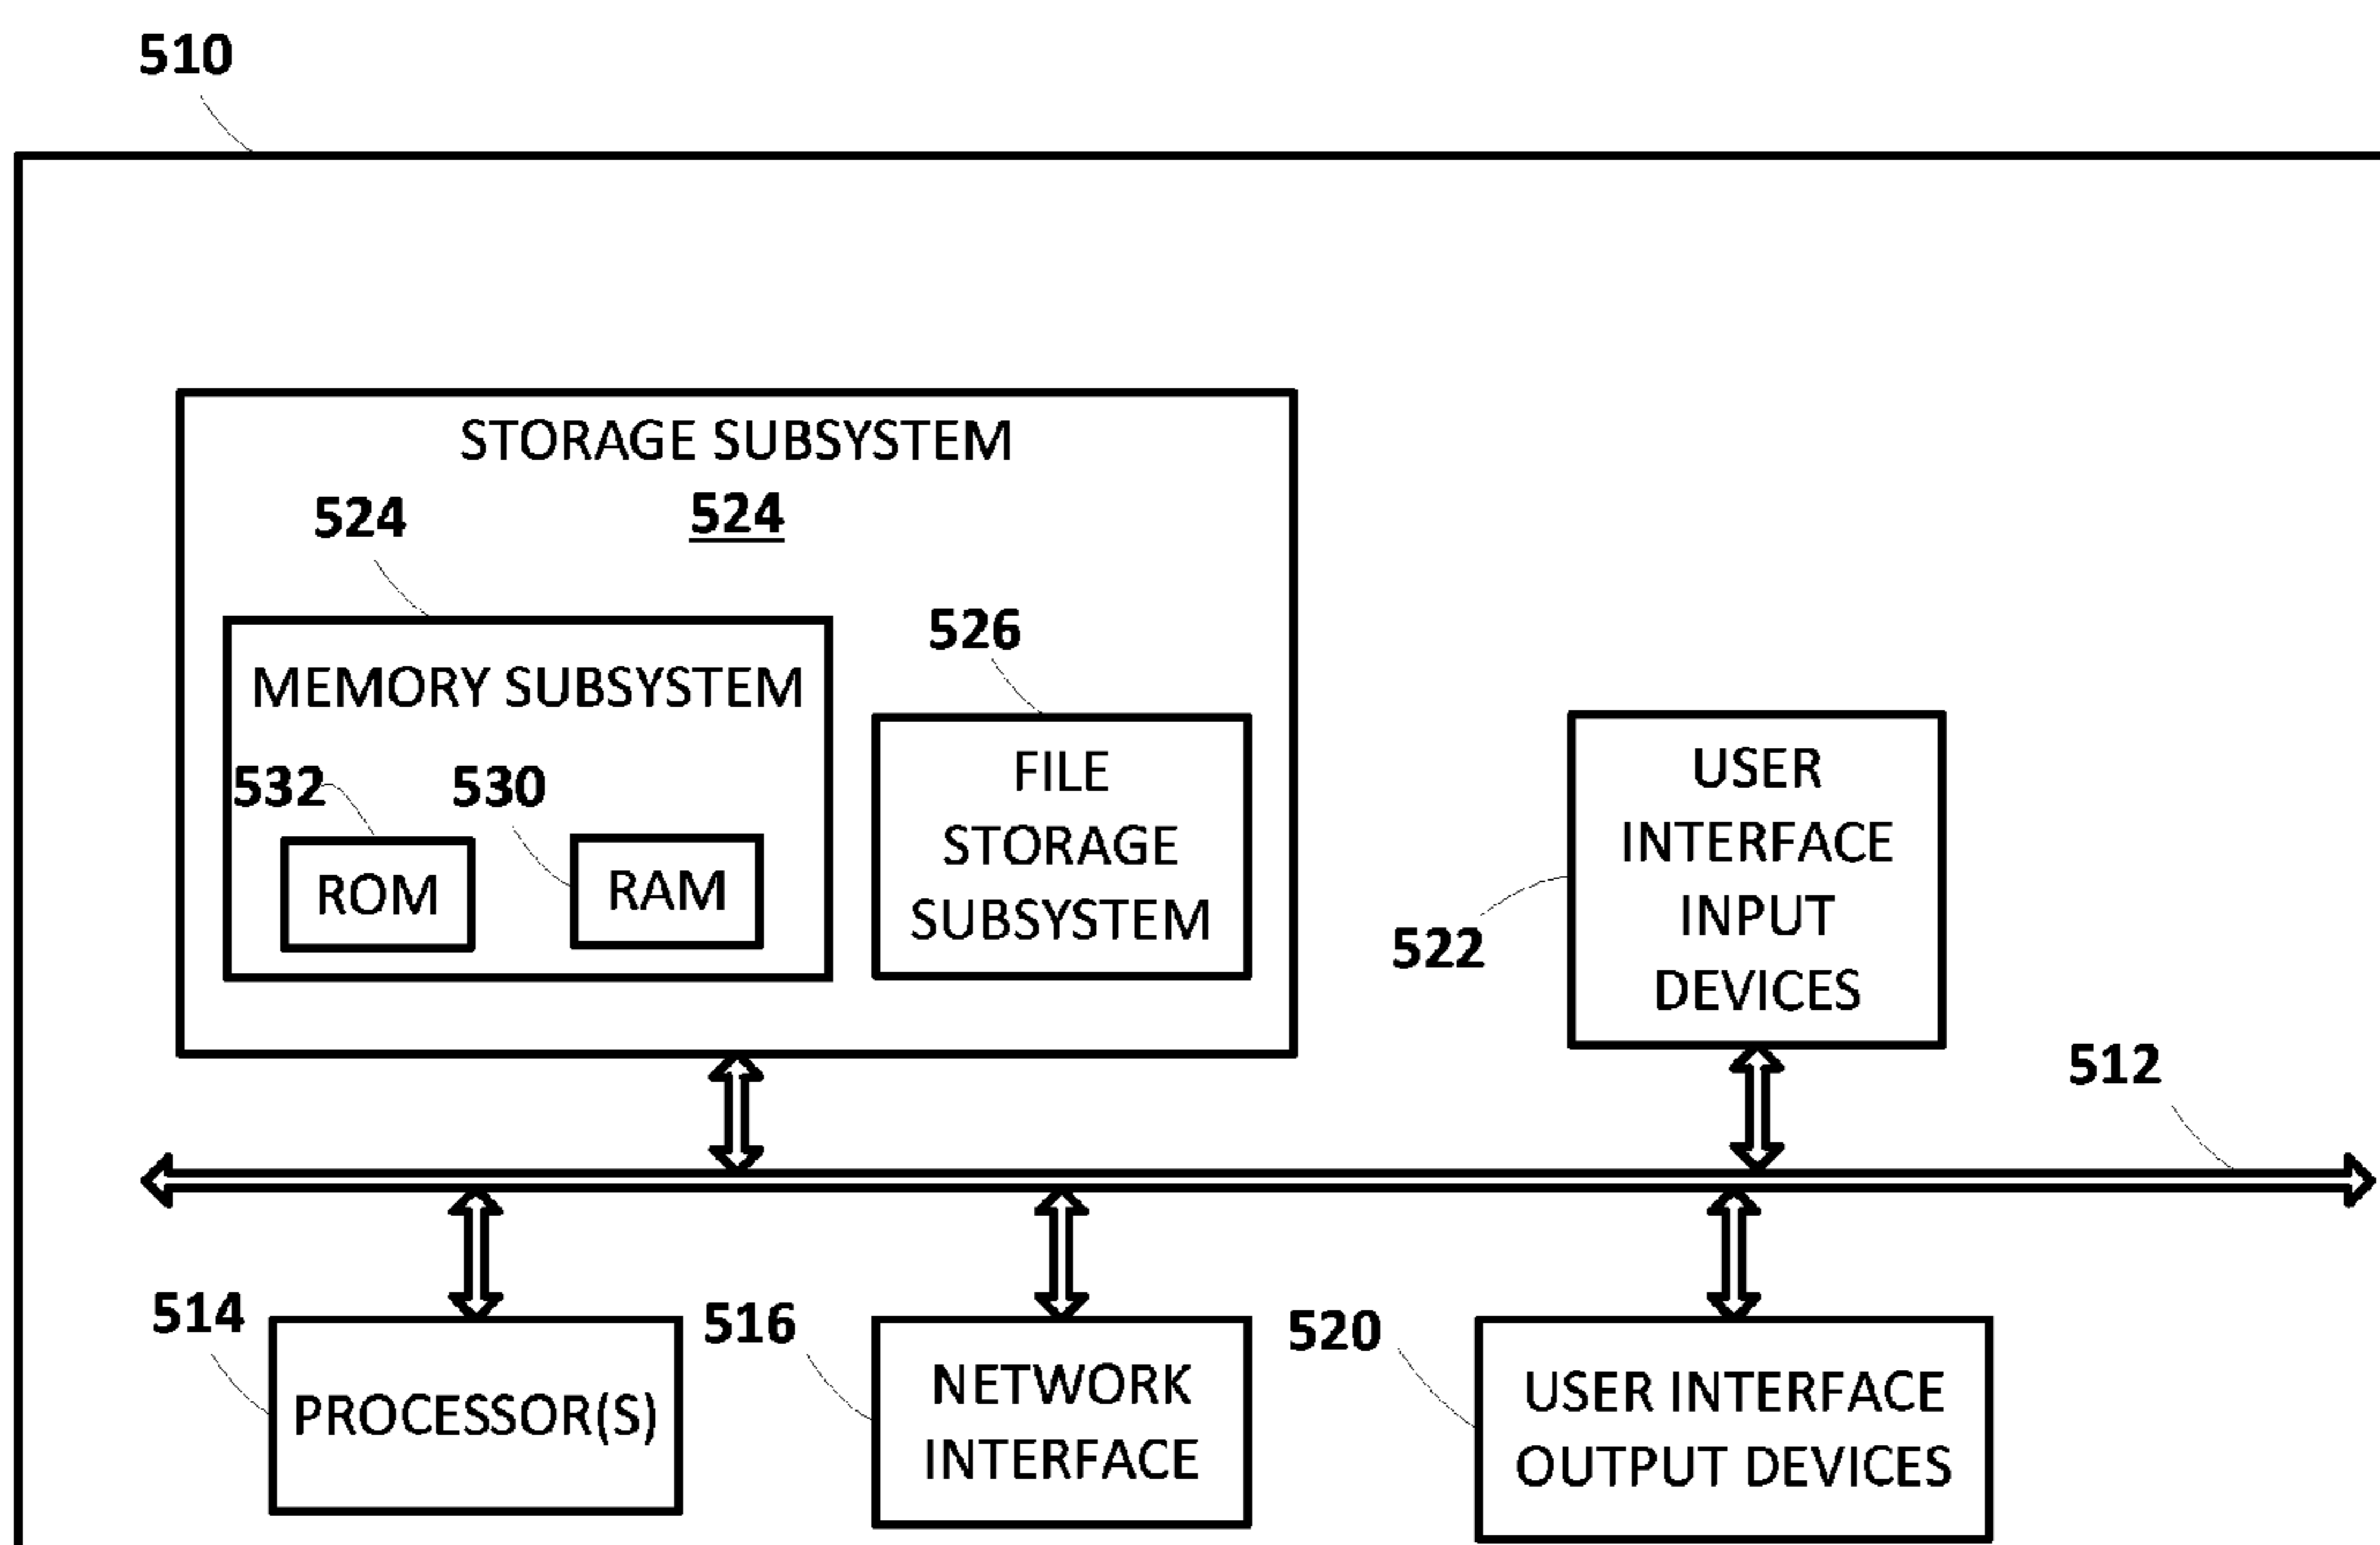 510
STORAGE SUBSYSTEM
524
524
526
MEMORY SUBSYSTEM
532
530
ROM
RAM
FILE
STORAGE
SUBSYSTEM
USER
INTERFACE
INPUT
DEVICES
522
512
514
PROCESSOR(S)
516
NETWORK
INTERFACE
520
USER INTERFACE
OUTPUT DEVICES